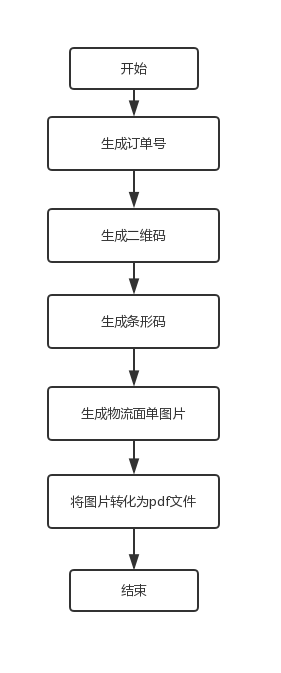 开始
生成订单号
生成二维码
生成条形码
生成物流面单图片
将图片转化为pdf文件
结束